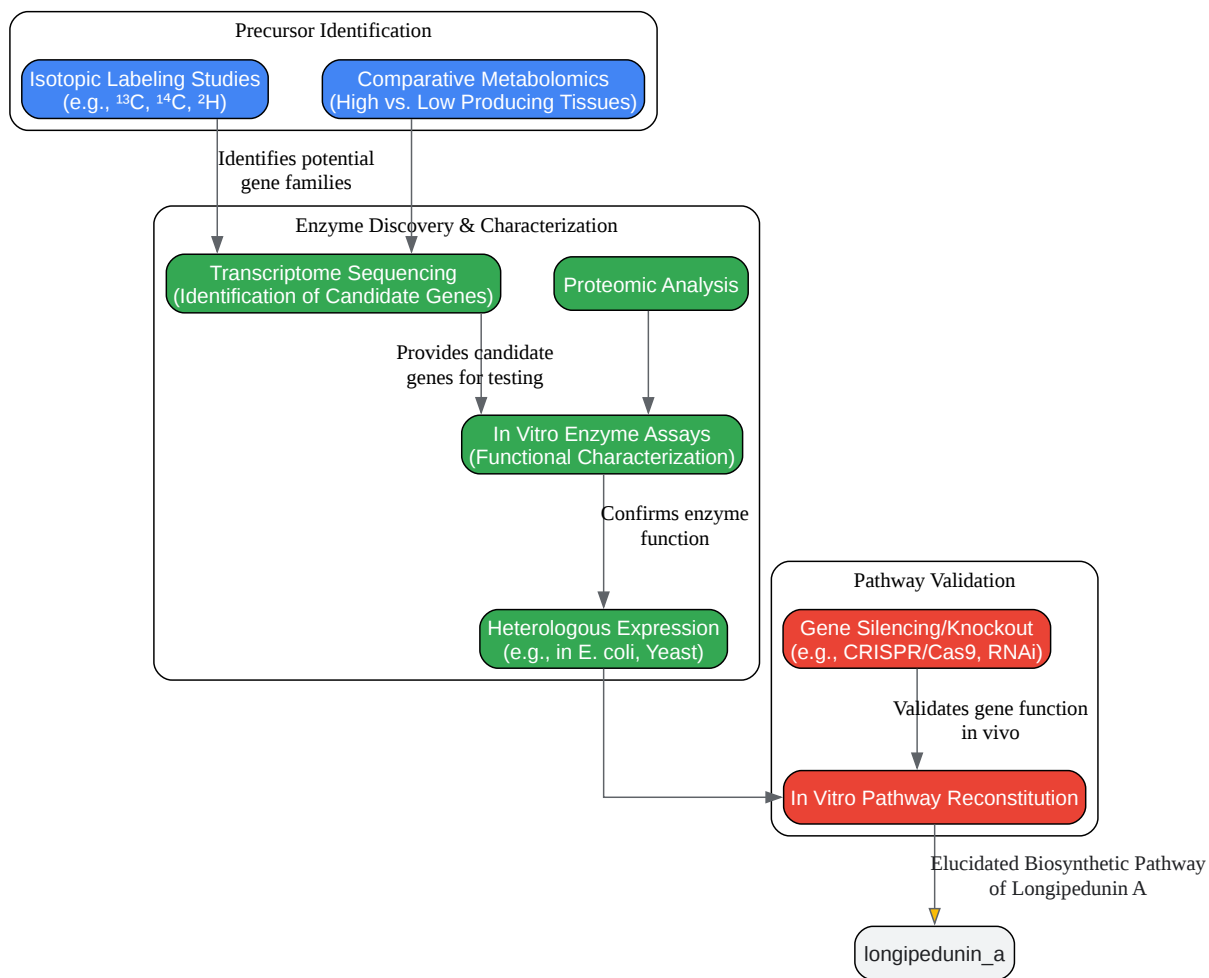 Precursor Identification
Isotopic Labeling Studies
(e.g., ¹³C, ¹⁴C, ²H)
Comparative Metabolomics
(High vs. Low Producing Tissues)
Identifies potential
gene families
Enzyme Discovery & Characterization
Transcriptome Sequencing
(Identification of Candidate Genes)
Proteomic Analysis
Provides candidate
genes for testing
In Vitro Enzyme Assays
(Functional Characterization)
Confirms enzyme
function
Pathway Validation
Heterologous Expression
(e.g., in E. coli, Yeast)
Gene Silencing/Knockout
(e.g., CRISPR/Cas9, RNAi)
Validates gene function
in vivo
In Vitro Pathway Reconstitution
Elucidated Biosynthetic Pathway
of Longipedunin A
longipedunin_a